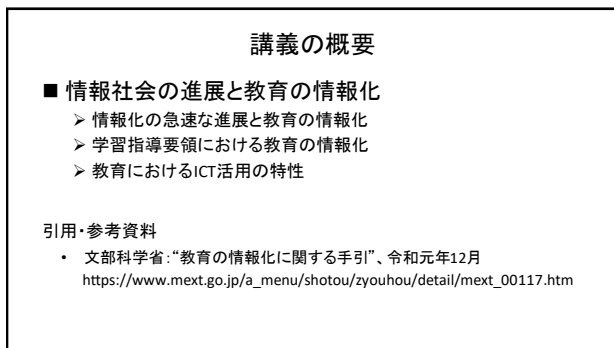 講義の概要
■ 情報社会の進展と教育の情報化
➢ 情報化の急速な進展と教育の情報化
➢ 学習指導要領における教育の情報化
➢ 教育におけるICT活用の特性
引用・参考資料
• 文部科学省:“教育の情報化に関する手引”、令和元年12月
https://www.mext.go.jp/a_menu/shotou/zyouhou/detail/mext_00117.htm